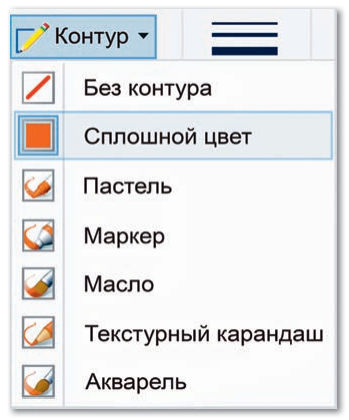 Контур
Без контура
Сплошной цвет
Пастель
Маркер
Масло
Текстурный карандаш
Акварель